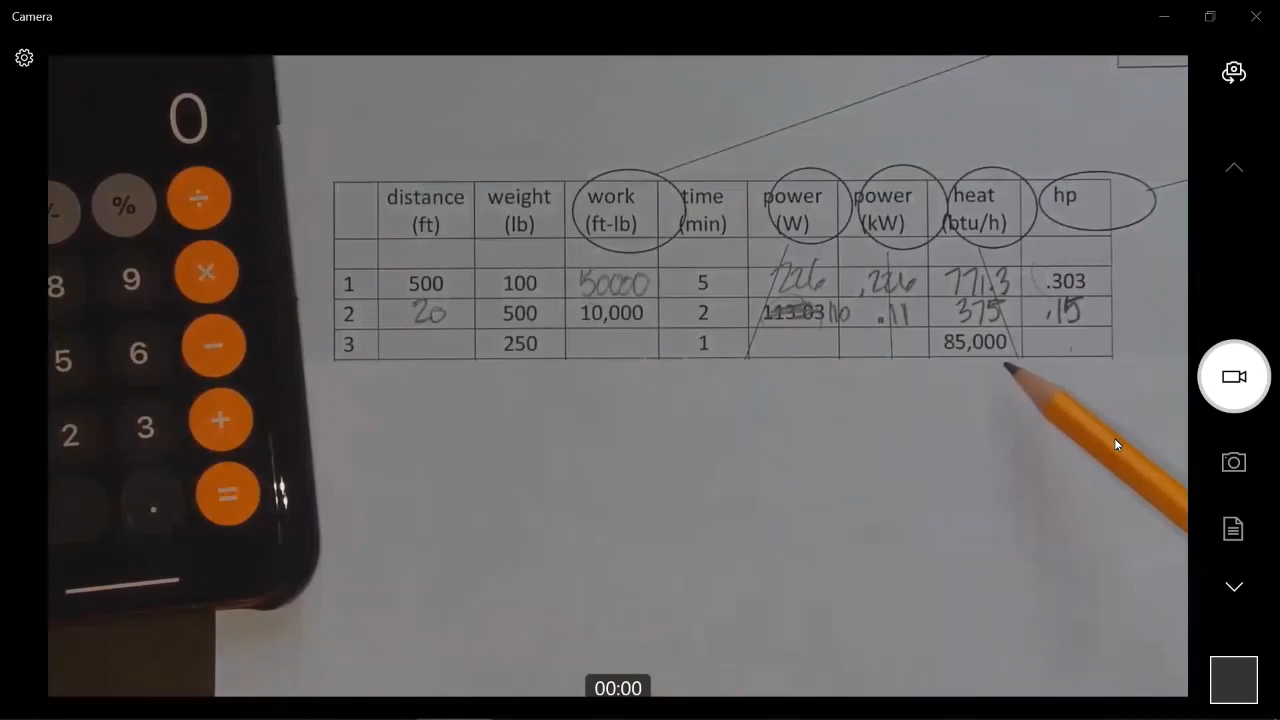 Camera
0
%
÷
8 9 ×
5 6 −
2 3 +
. =
distance (ft) weight (lb) work (ft-lb) time (min) power (W) power (kW) heat (btu/h) hp
1 500 100 50000 5 226 .226 771.3 .303
2 20 500 10,000 2 113.03 110 .11 375 .15
3 250 1 85,000
00:00